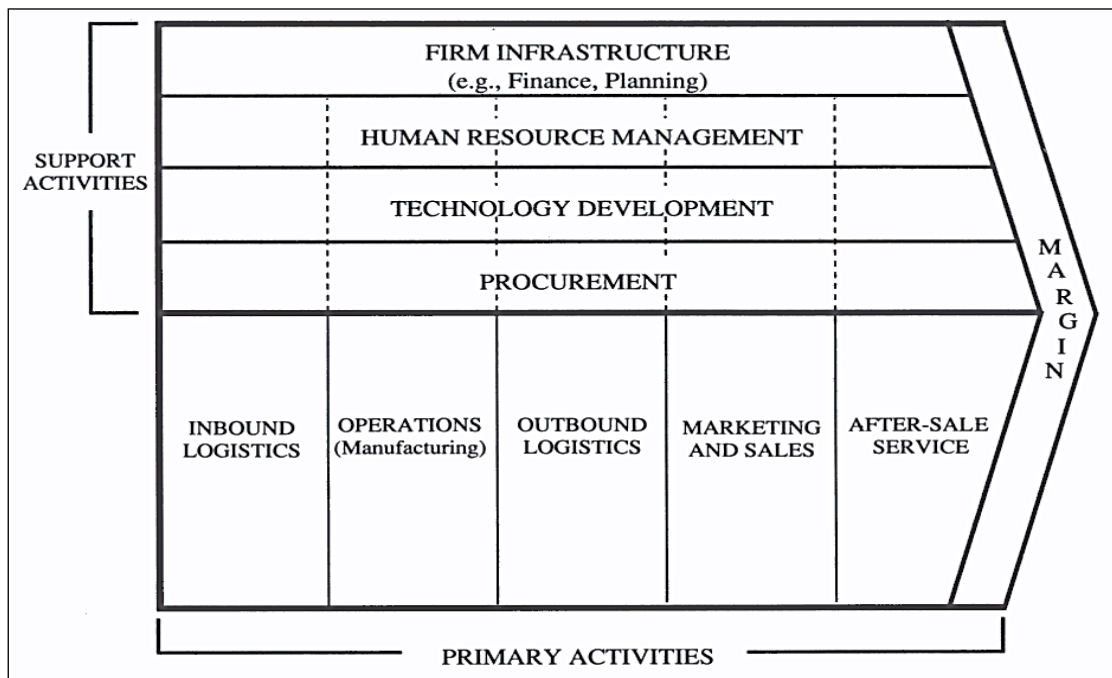 FIRM INFRASTRUCTURE
(e.g., Finance, Planning)
HUMAN RESOURCE MANAGEMENT
SUPPORT
ACTIVITIES
TECHNOLOGY DEVELOPMENT
PROCUREMENT
MARGIN
INBOUND
LOGISTICS
OPERATIONS
(Manufacturing)
OUTBOUND
LOGISTICS
MARKETING
AND SALES
AFTER-SALE
SERVICE
PRIMARY ACTIVITIES